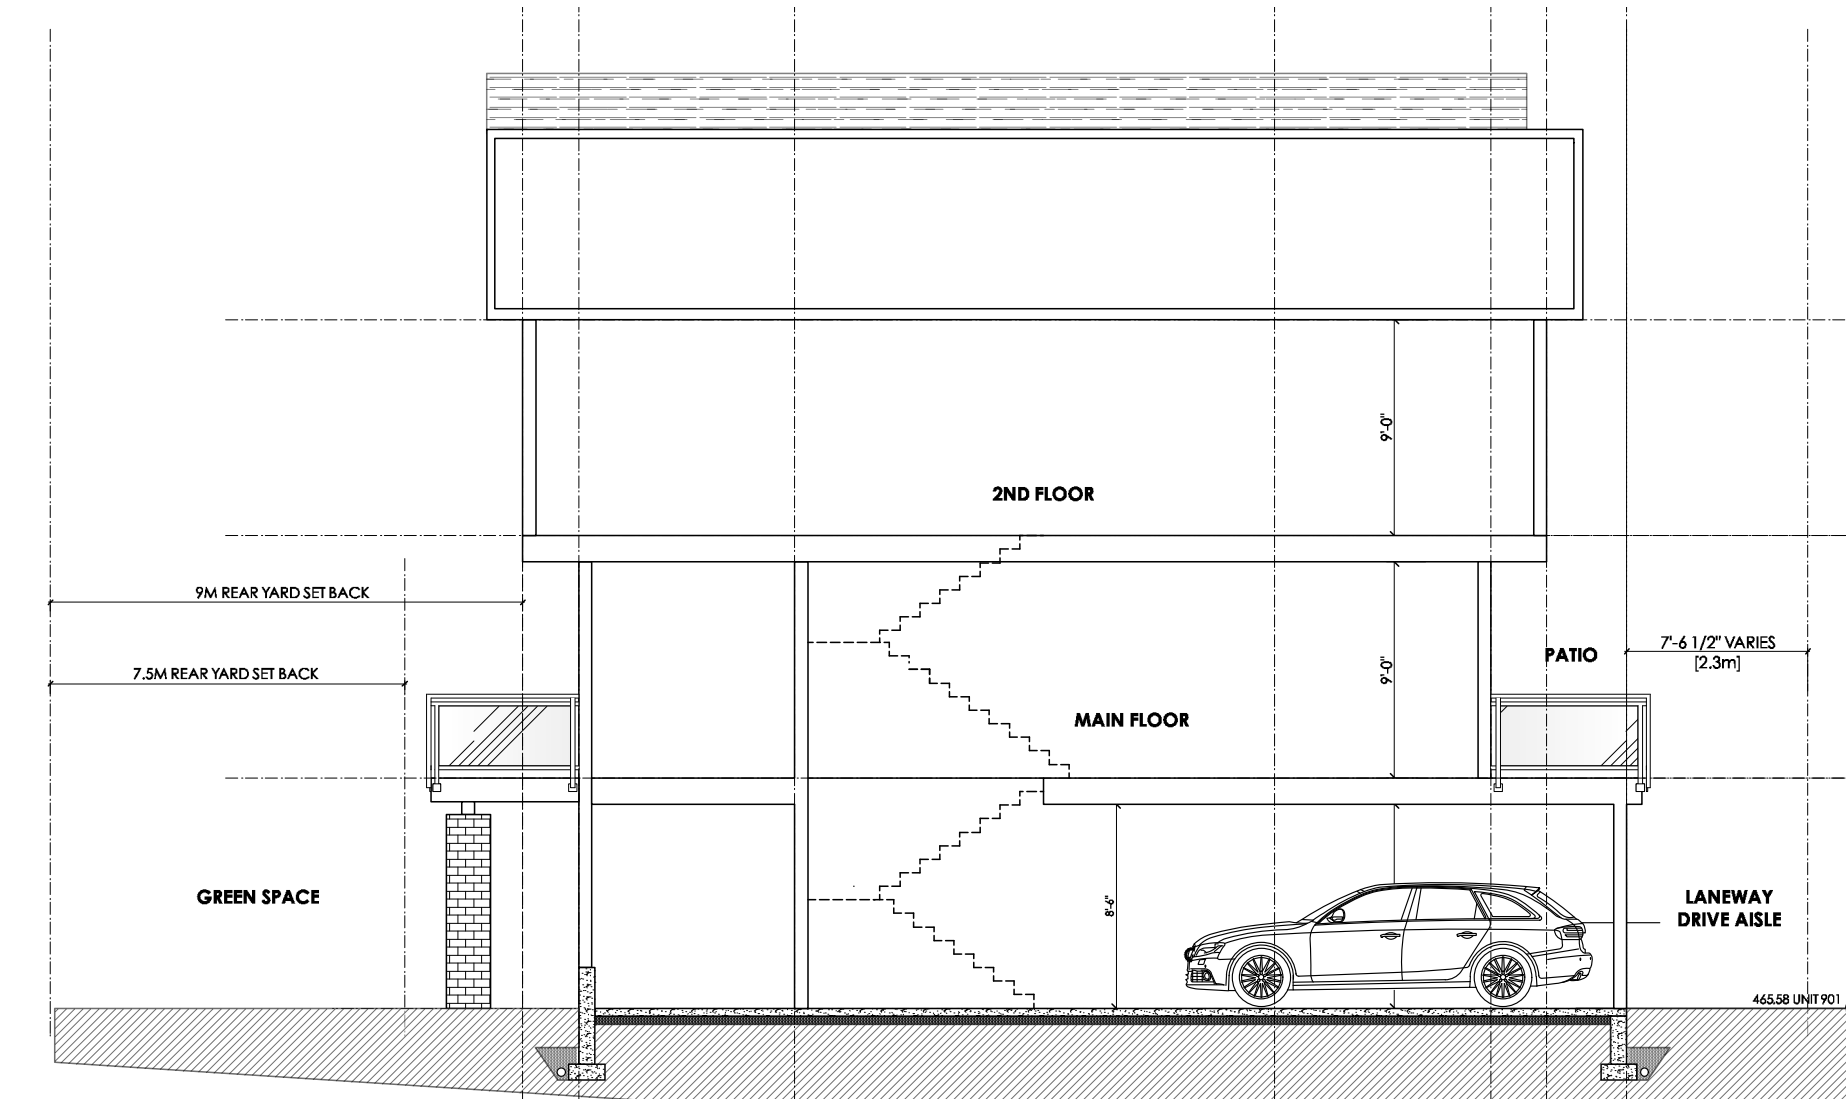 9'-0"
2ND FLOOR
9M REAR YARD SET BACK
7.5M REAR YARD SET BACK
9'-0"
MAIN FLOOR
PATIO
7'-6 1/2" VARIES
[2.3m]
GREEN SPACE
8'-6"
LANEWAY
DRIVE AISLE
465.58 UNIT 901